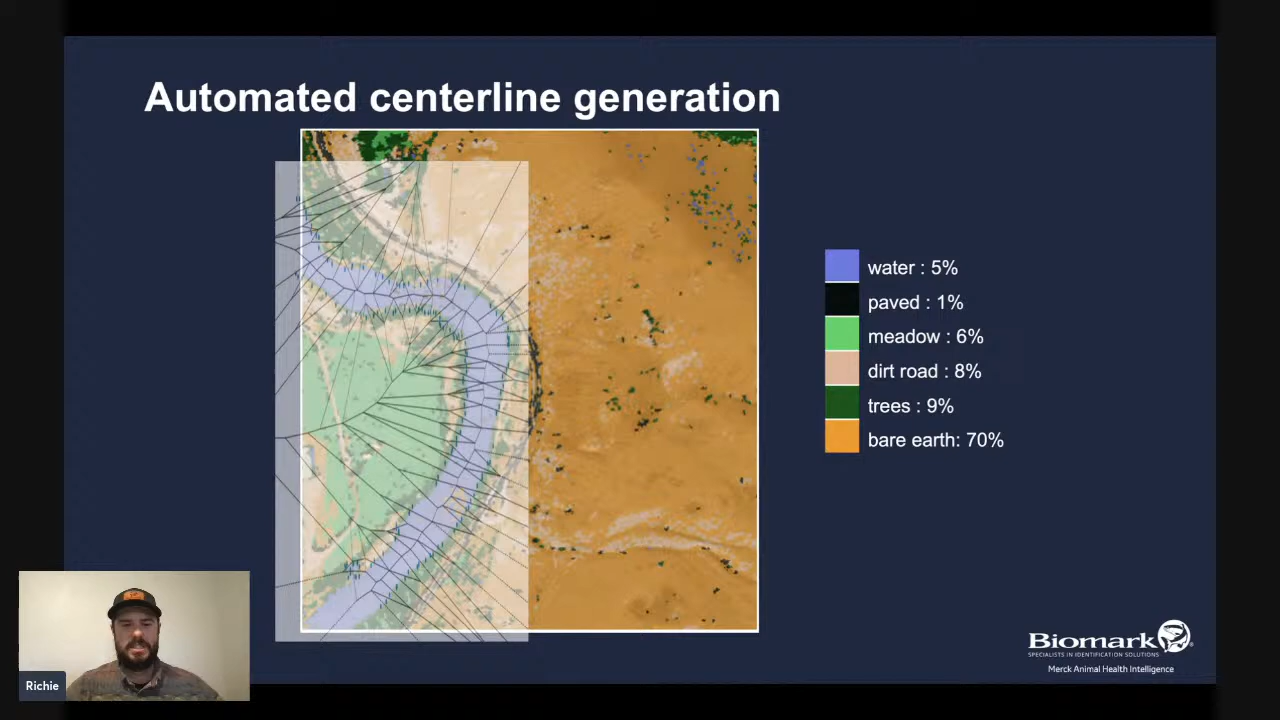 Automated centerline generation
water : 5%
paved : 1%
meadow : 6%
dirt road : 8%
trees : 9%
bare earth: 70%
Richie
Biomark
SPECIALISTS IN IDENTIFICATION SOLUTIONS
Merck Animal Health Intelligence